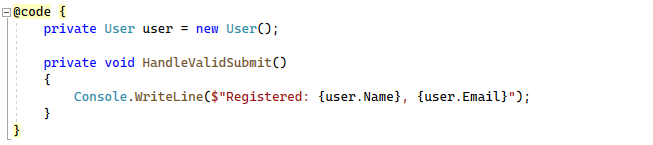 @code {
    private User user = new User();

    private void HandleValidSubmit()
    {
        Console.WriteLine($"Registered: {user.Name}, {user.Email}");
    }
}